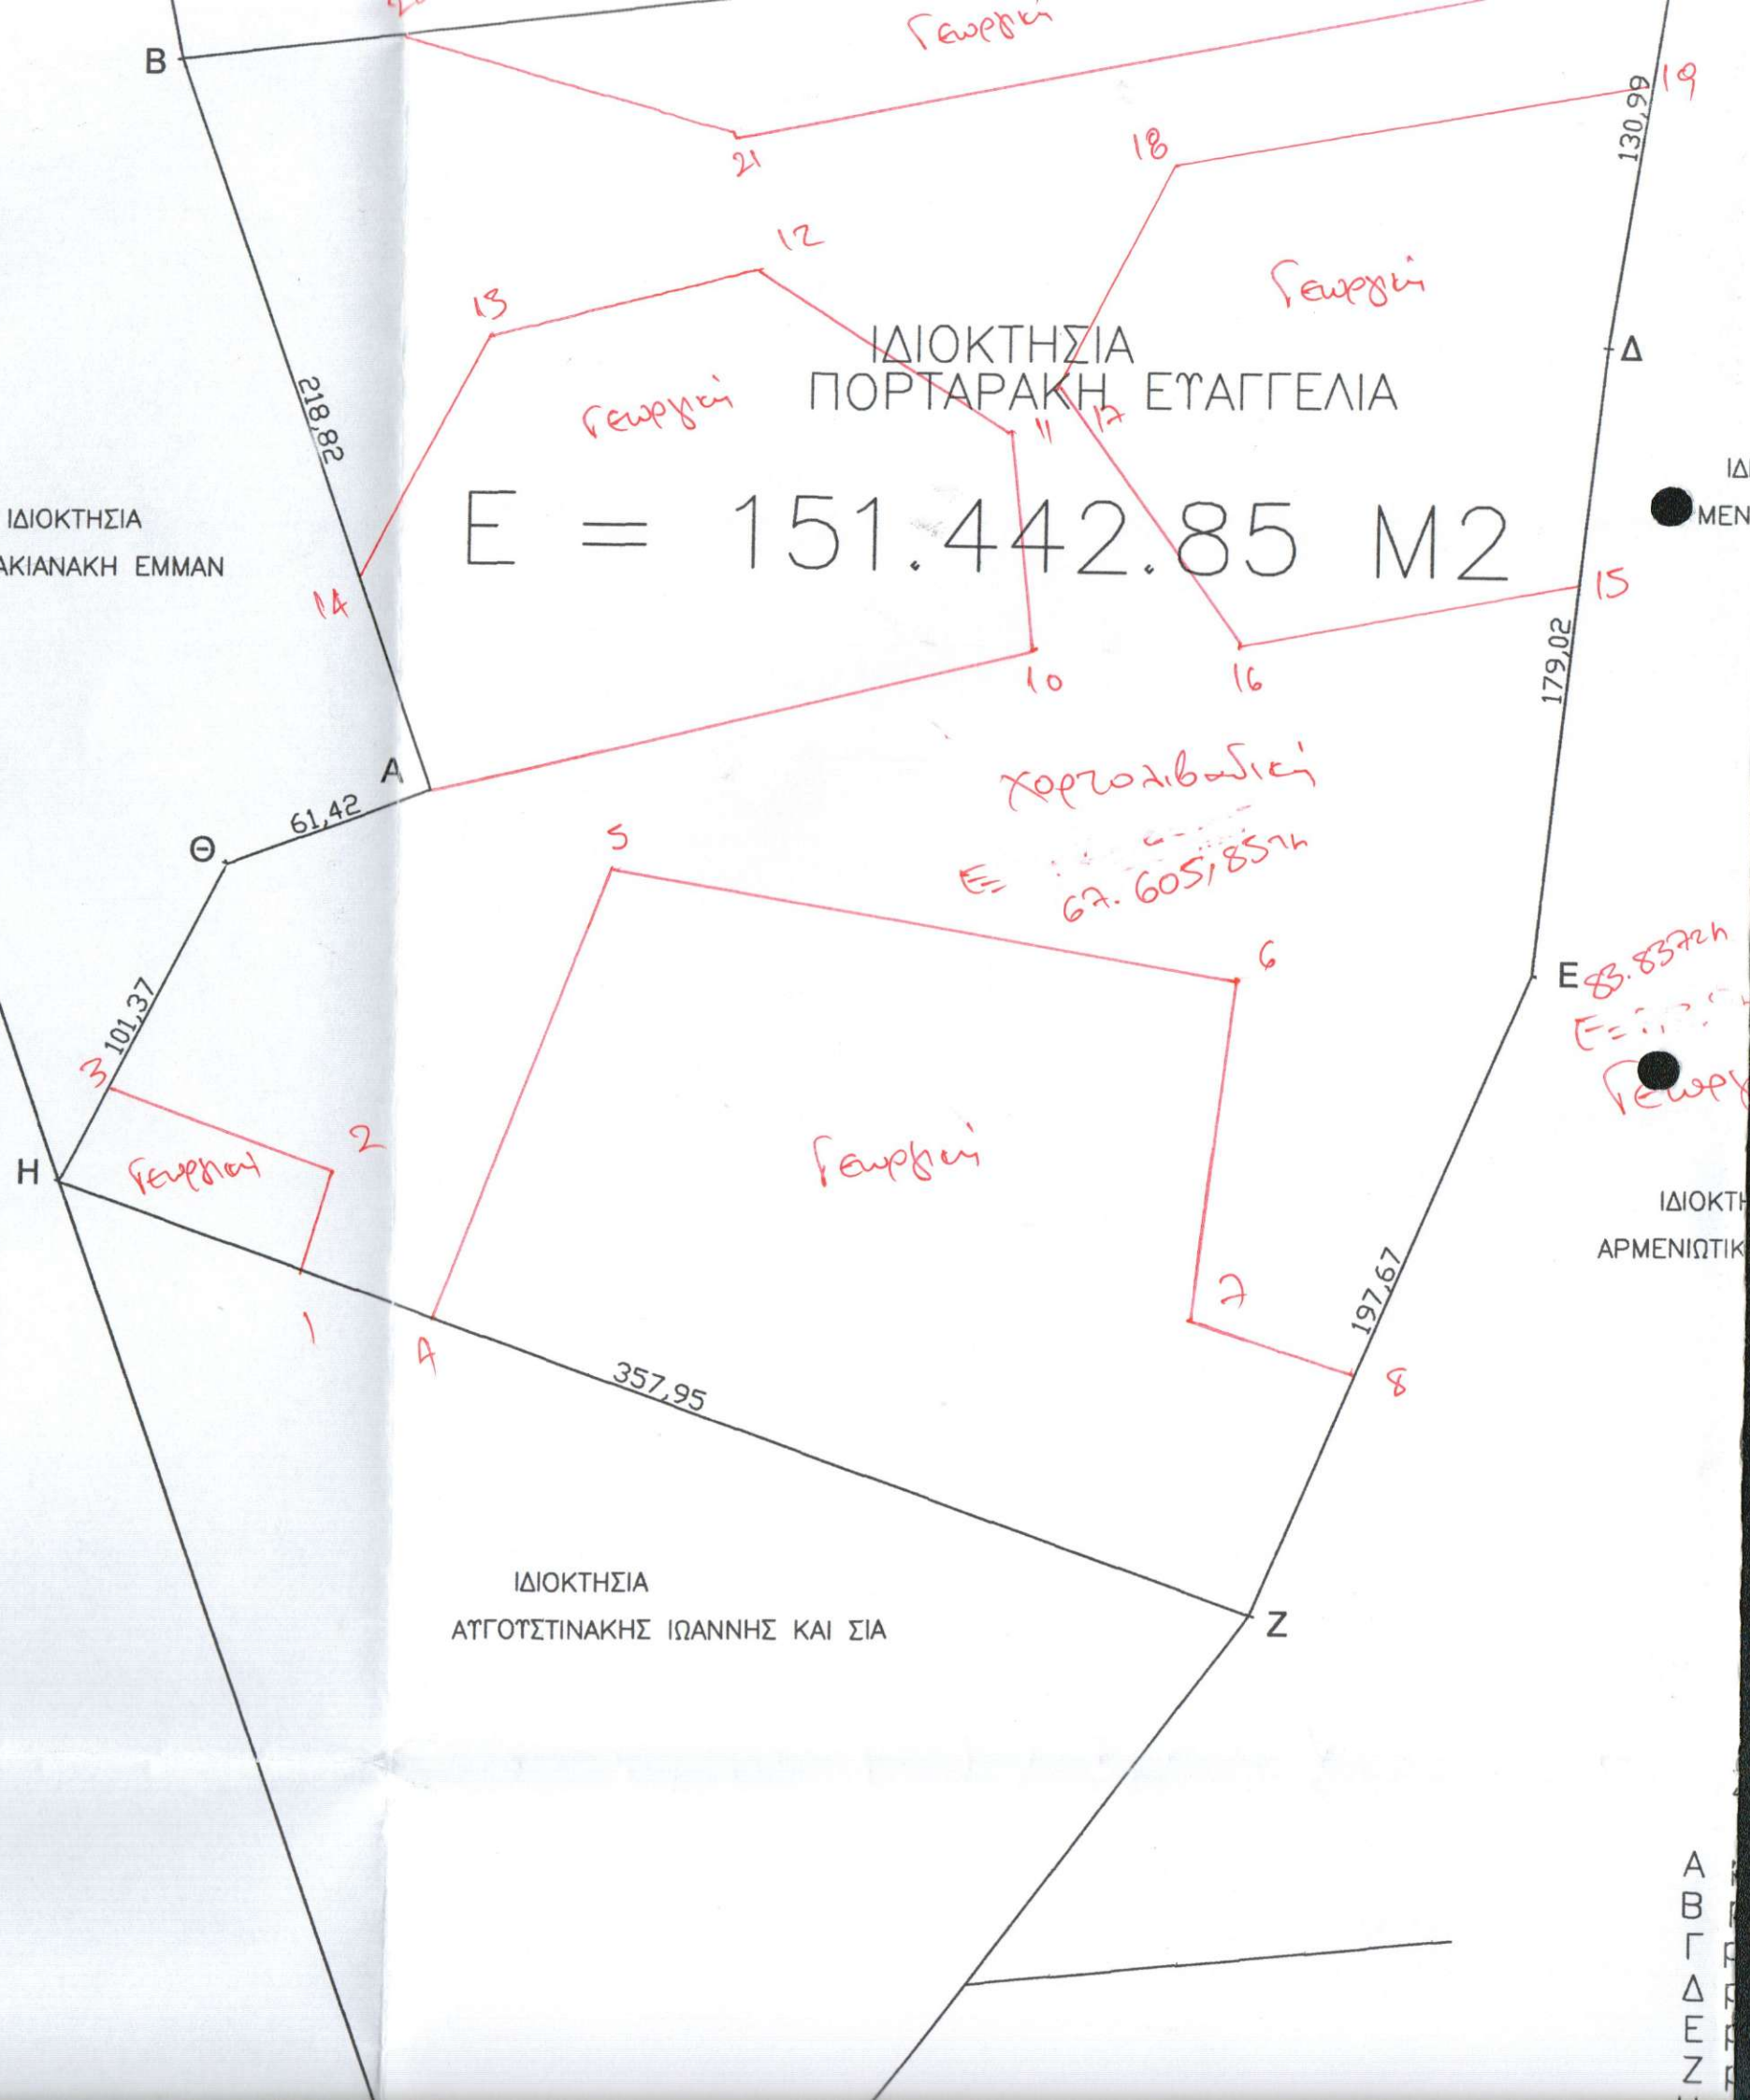 Γεωργική
B
19
130,99
18
21
12
13
Γεωργική
ΙΔΙΟΚΤΗΣΙΑ
Δ
ΠΟΡΤΑΡΑΚΗ ΕΥΑΓΓΕΛΙΑ
Γεωργική
218,82
11
17
ΙΔ
ΜΕΝ
ΙΔΙΟΚΤΗΣΙΑ
ΑΚΙΑΝΑΚΗ ΕΜΜΑΝ
E = 151.442.85 M2
14
15
10
16
179,02
A
Χορτολιβαδική
61,42
Θ
5
E=
67.605,85τμ
6
E
83.837τμ
E=
Γεωργ
101,37
3
2
H
Γεωργική
Γεωργική
ΙΔΙΟΚΤΗ
ΑΡΜΕΝΙΩΤΙΚ
7
197,67
1
4
8
357,95
ΙΔΙΟΚΤΗΣΙΑ
ΑΥΓΟΥΣΤΙΝΑΚΗΣ ΙΩΑΝΝΗΣ ΚΑΙ ΣΙΑ
Z
Α
Β
Γ
Δ
Ε
Ζ